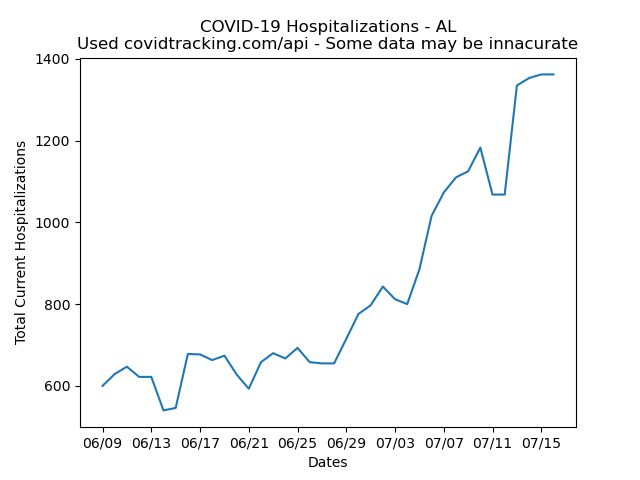 COVID-19 Hospitalizations - AL
Used covidtracking.com/api - Some data may be innacurate
1400
1200
1000
800
600
Total Current Hospitalizations
06/09 06/13 06/17 06/21 06/25 06/29 07/03 07/07 07/11 07/15
Dates